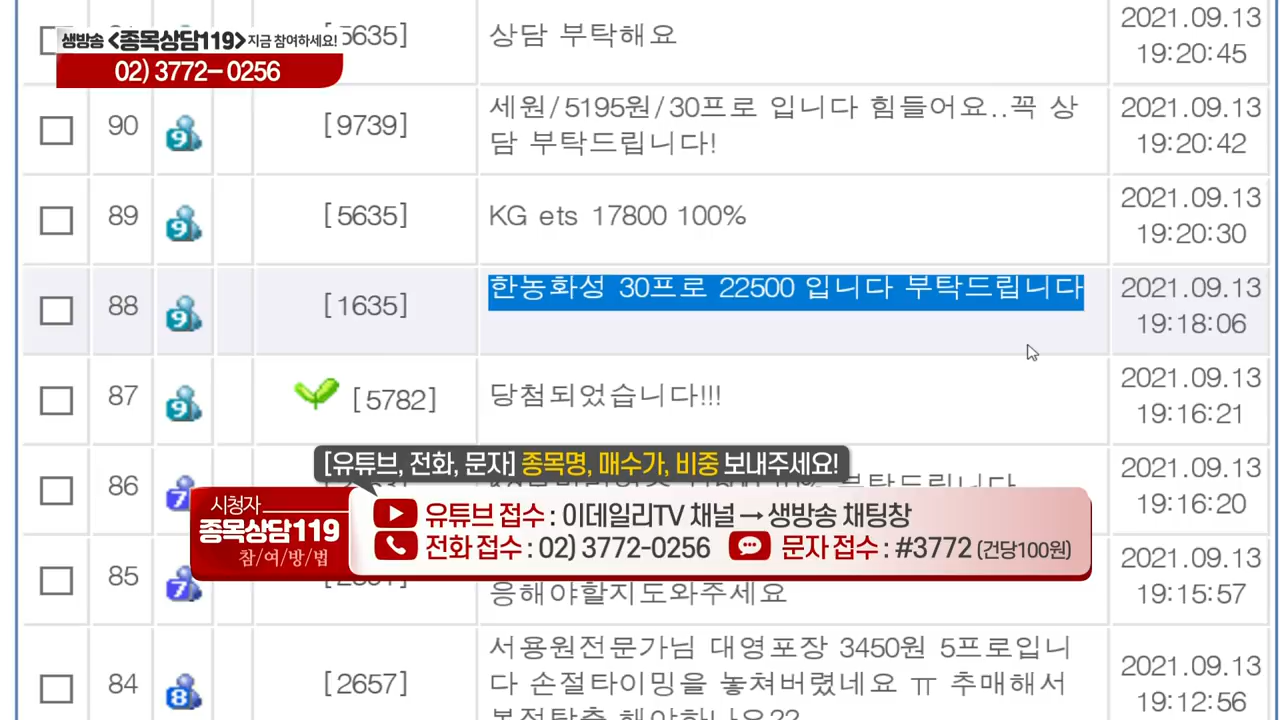 생방송 <종목상담119> 지금 참여하세요!
02) 3772-0256
5635]
상담 부탁해요
2021.09.13
19:20:45
90
[9739]
세원/5195원/30프로 입니다 힘들어요..꼭 상
담 부탁드립니다!
2021.09.13
19:20:42
89
[5635]
KG ets 17800 100%
2021.09.13
19:20:30
88
[1635]
한농화성 30프로 22500 입니다 부탁드립니다
2021.09.13
19:18:06
87
[5782]
당첨되었습니다!!!
2021.09.13
19:16:21
86
부탁드립니다
2021.09.13
19:16:20
[유튜브, 전화, 문자] 종목명, 매수가, 비중 보내주세요!
시청자
종목상담119
참/여/방/법
유튜브 접수 : 이데일리TV 채널 → 생방송 채팅창
전화 접수 : 02) 3772-0256
문자 접수 : #3772 (건당100원)
85
응해야할지도와주세요
2021.09.13
19:15:57
84
[2657]
서용원전문가님 대영포장 3450원 5프로입니
다 손절타이밍을 놓쳐버렸네요 ㅠ 추매해서
2021.09.13
19:12:56